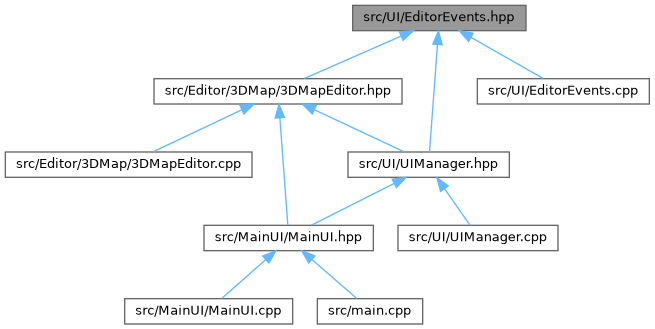 src/UI/EditorEvents.hpp
src/Editor/3DMap/3DMapEditor.hpp
src/UI/EditorEvents.cpp
src/Editor/3DMap/3DMapEditor.cpp
src/UI/UIManager.hpp
src/MainUI/MainUI.hpp
src/UI/UIManager.cpp
src/MainUI/MainUI.cpp
src/main.cpp